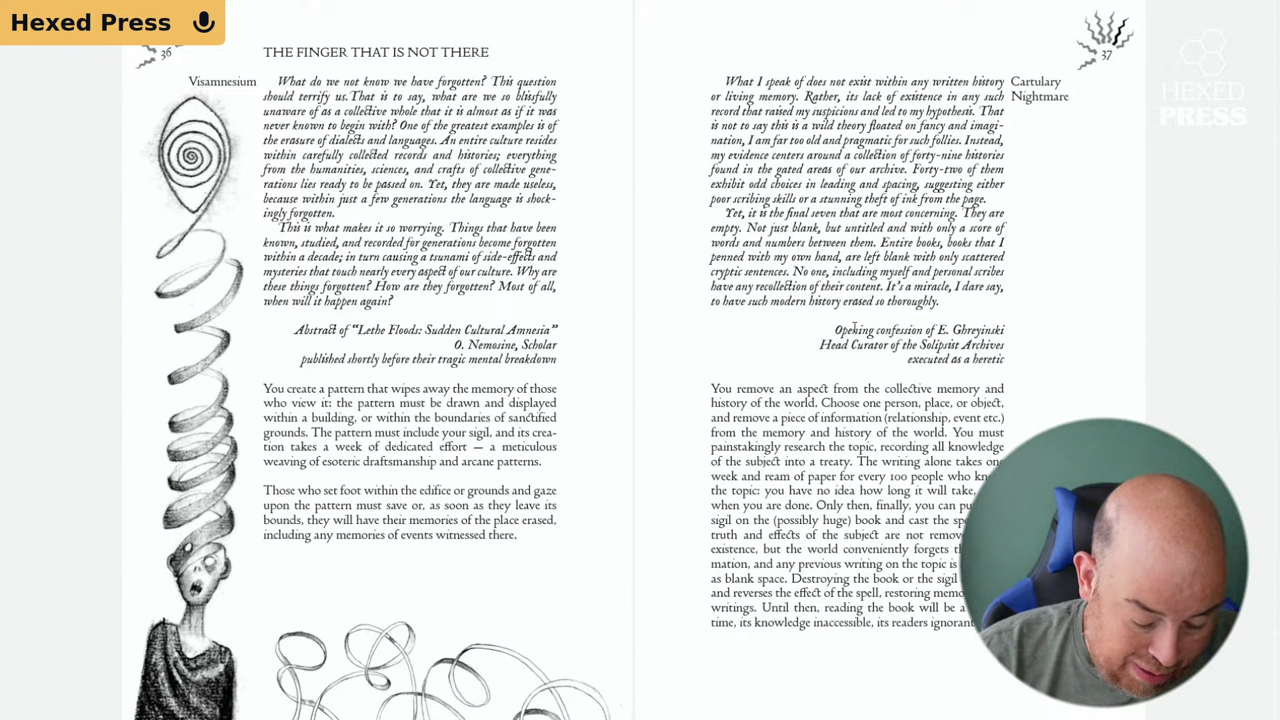 Hexed Press
36
THE FINGER THAT IS NOT THERE
Visamnesium
What do we not know we have forgotten? This question
should terrify us.That is to say, what are we so blissfully
unaware of as a collective whole that it is almost as if it was
never known to begin with? One of the greatest examples is of
the erasure of dialects and languages. An entire culture resides
within carefully collected records and histories; everything
from the humanities, sciences, and crafts of collective gene-
rations lies ready to be passed on. Yet, they are made useless,
because within just a few generations the language is shock-
ingly forgotten.
This is what makes it so worrying. Things that have been
known, studied, and recorded for generations become forgotten
within a decade; in turn causing a tsunami of side-effects and
mysteries that touch nearly every aspect of our culture. Why are
these things forgotten? How are they forgotten? Most of all,
when will it happen again?
Abstract of “Lethe Floods: Sudden Cultural Amnesia”
O. Nemosine, Scholar
published shortly before their tragic mental breakdown
You create a pattern that wipes away the memory of those
who view it: the pattern must be drawn and displayed
within a building, or within the boundaries of sanctified
grounds. The pattern must include your sigil, and its crea-
tion takes a week of dedicated effort — a meticulous
weaving of esoteric draftsmanship and arcane patterns.
Those who set foot within the edifice or grounds and gaze
upon the pattern must save or, as soon as they leave its
bounds, they will have their memories of the place erased,
including any memories of events witnessed there.
37
Cartulary
Nightmare
What I speak of does not exist within any written history
or living memory. Rather, its lack of existence in any such
record that raised my suspicions and led to my hypothesis. That
is not to say this is a wild theory floated on fancy and imagi-
nation, I am far too old and pragmatic for such follies. Instead,
my evidence centers around a collection of forty-nine histories
found in the gated areas of our archive. Forty-two of them
exhibit odd choices in leading and spacing, suggesting either
poor scribing skills or a stunning theft of ink from the page.
Yet, it is the final seven that are most concerning. They are
empty. Not just blank, but untitled and with only a score of
words and numbers between them. Entire books, books that I
penned with my own hand, are left blank with only scattered
cryptic sentences. No one, including myself and personal scribes
have any recollection of their content. It’s a miracle, I dare say,
to have such modern history erased so thoroughly.
Opening confession of E. Ghreyinski
Head Curator of the Solipsist Archives
executed as a heretic
You remove an aspect from the collective memory and
history of the world. Choose one person, place, or object,
and remove a piece of information (relationship, event etc.)
from the memory and history of the world. You must
painstakingly research the topic, recording all knowledge
of the subject into a treaty. The writing alone takes one
week and ream of paper for every 100 people who
the topic: you have no idea how long it will take,
when you are done. Only then, finally, you can
sigil on the (possibly huge) book and cast the
truth and effects of the subject are not
existence, but the world conveniently forgets
mation, and any previous writing on the topic is
as blank space. Destroying the book or the sigil
and reverses the effect of the spell, restoring
writings. Until then, reading the book will be a
time, its knowledge inaccessible, its readers
HEXED
PRESS